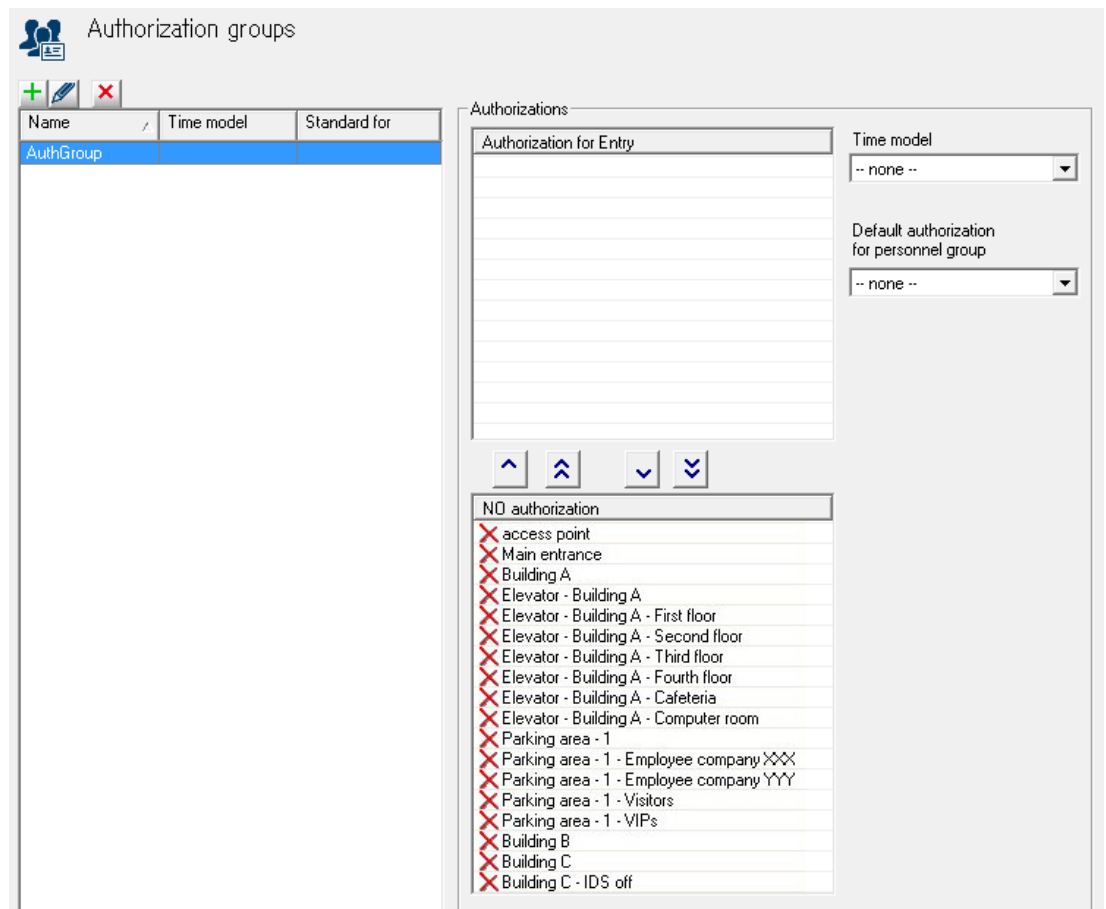 Authorization groups
Name Time model Standard for
AuthGroup
Authorizations
Authorization for Entry
Time model
-- none --
Default authorization
for personnel group
-- none --
NO authorization
access point
Main entrance
Building A
Elevator - Building A
Elevator - Building A - First floor
Elevator - Building A - Second floor
Elevator - Building A - Third floor
Elevator - Building A - Fourth floor
Elevator - Building A - Cafeteria
Elevator - Building A - Computer room
Parking area - 1
Parking area - 1 - Employee company XXX
Parking area - 1 - Employee company YYY
Parking area - 1 - Visitors
Parking area - 1 - VIPs
Building B
Building C
Building C - IDS off